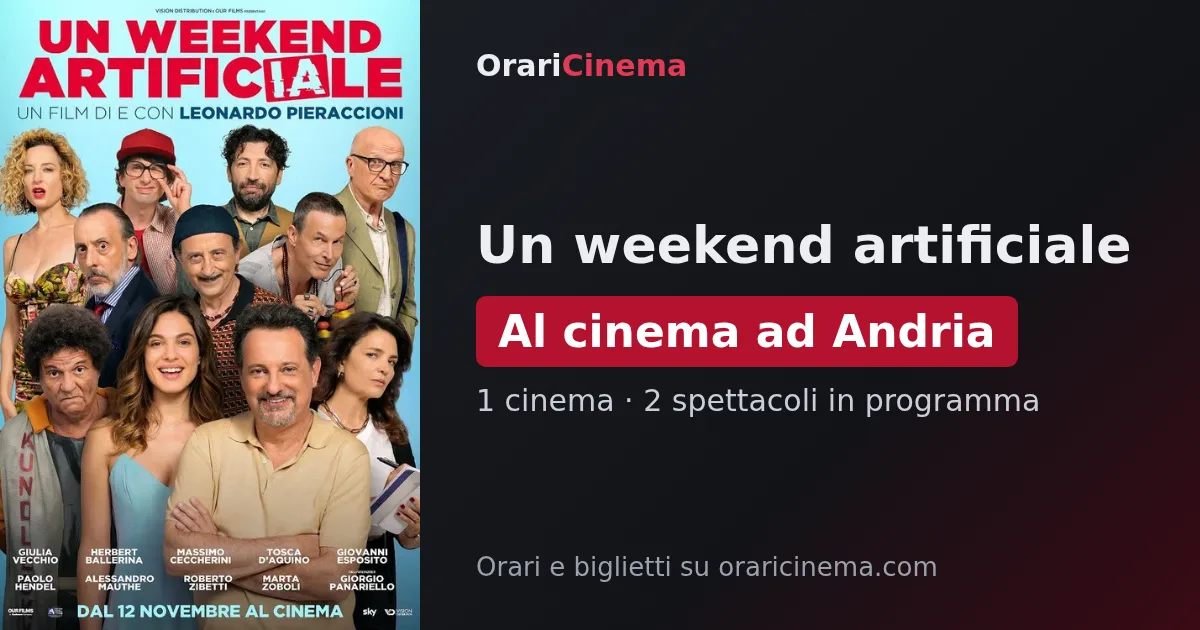 VISION DISTRIBUTION e OUR FILMS PRESENTANO
UN WEEKEND
ARTIFICIALE
UN FILM DI E CON LEONARDO PIERACCIONI
KUNDL
GIULIA VECCHIO
HERBERT BALLERINA
MASSIMO CECCHERINI
TOSCA D'AQUINO
GIOVANNI ESPOSITO
PAOLO HENDEL
ALESSANDRO MAUTHE
ROBERTO ZIBETTI
MARTA ZOBOLI
GIORGIO PANARIELLO
OUR FILMS
DAL 12 NOVEMBRE AL CINEMA
sky
VISION
OrariCinema
Un weekend artificiale
Al cinema ad Andria
1 cinema · 2 spettacoli in programma
Orari e biglietti su oraricinema.com